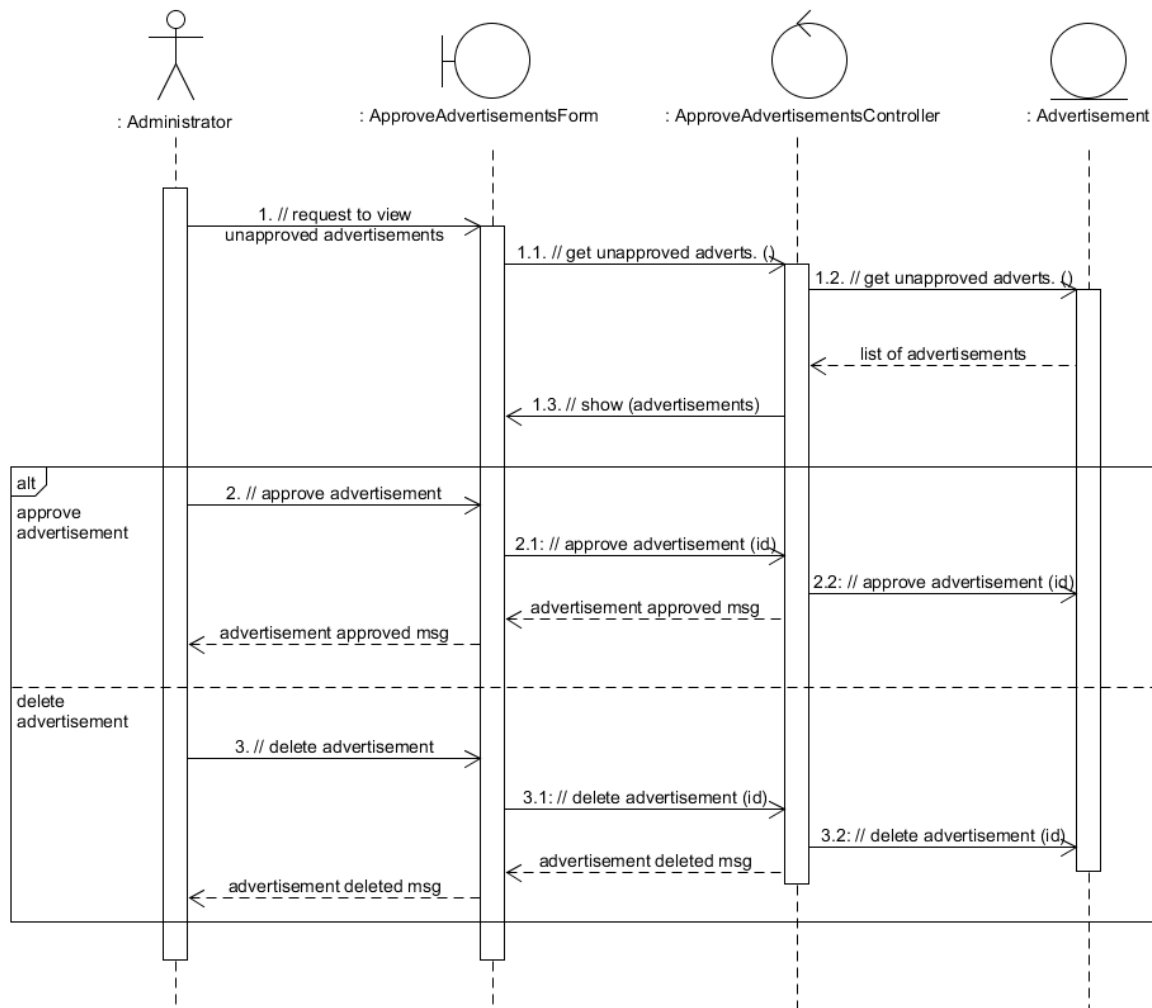 : Administrator
: ApproveAdvertisementsForm
: ApproveAdvertisementsController
: Advertisement
1. // request to view
unapproved advertisements
1.1. // get unapproved adverts. ()
1.2. // get unapproved adverts. ()
list of advertisements
1.3. // show (advertisements)
alt
approve
advertisement
2. // approve advertisement
2.1: // approve advertisement (id)
2.2: // approve advertisement (id)
advertisement approved msg
advertisement approved msg
delete
advertisement
3. // delete advertisement
3.1: // delete advertisement (id)
3.2: // delete advertisement (id)
advertisement deleted msg
advertisement deleted msg